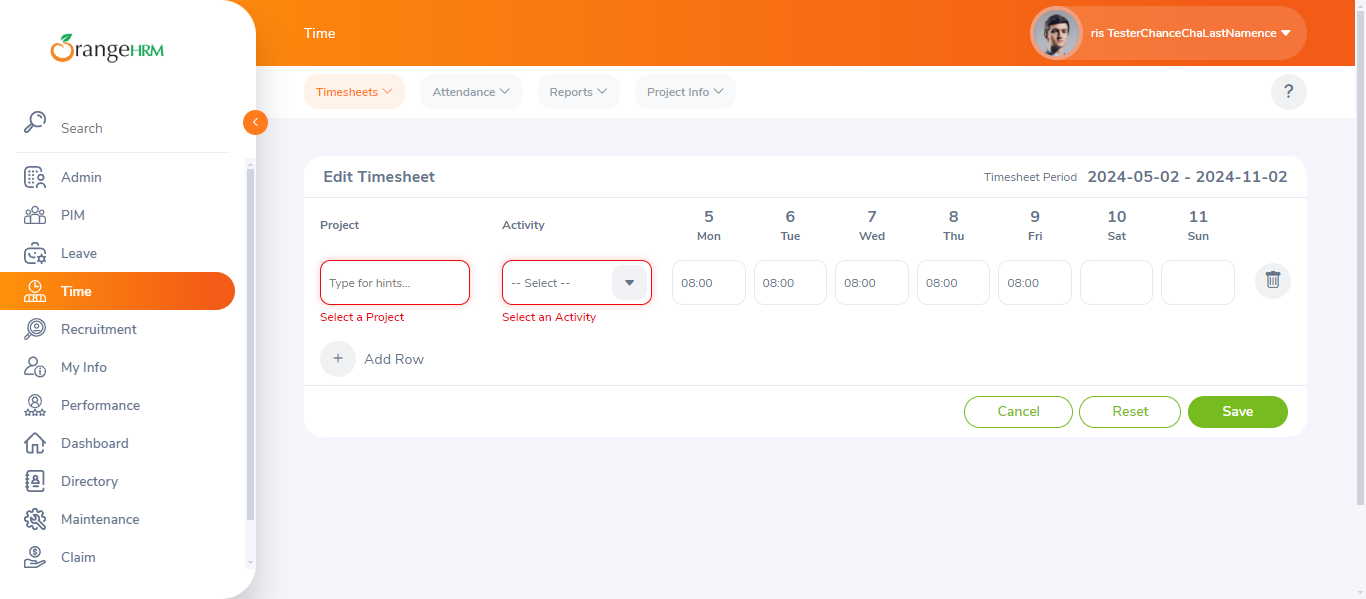 OrangeHRM
Time
ris TesterChanceChaLastNamence
Timesheets
Attendance
Reports
Project Info
?
Search
Admin
PIM
Leave
Time
Recruitment
My Info
Performance
Dashboard
Directory
Maintenance
Claim
Edit Timesheet
Timesheet Period 2024-05-02 - 2024-11-02
Project Activity 5 6 7 8 9 10 11
Mon Tue Wed Thu Fri Sat Sun
Type for hints... -- Select -- 08:00 08:00 08:00 08:00 08:00
Select a Project Select an Activity
+ Add Row
Cancel Reset Save